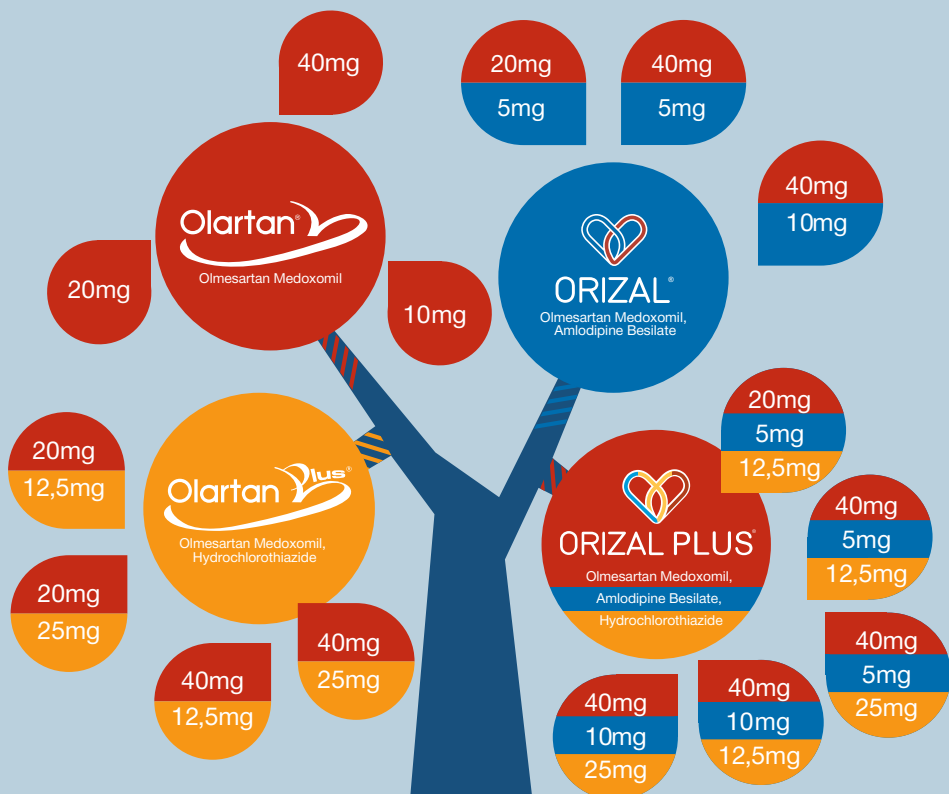 40mg
Olartan®
Olmesartan Medoxomil
20mg
10mg
20mg
5mg
40mg
5mg
40mg
10mg
ORIZAL®
Olmesartan Medoxomil,
Amlodipine Besilate
Olartan Plus®
Olmesartan Medoxomil,
Hydrochlorothiazide
20mg
12,5mg
20mg
25mg
40mg
12,5mg
40mg
25mg
ORIZAL PLUS®
Olmesartan Medoxomil,
Amlodipine Besilate,
Hydrochlorothiazide
20mg
5mg
12,5mg
40mg
5mg
12,5mg
40mg
5mg
25mg
40mg
10mg
12,5mg
40mg
10mg
25mg